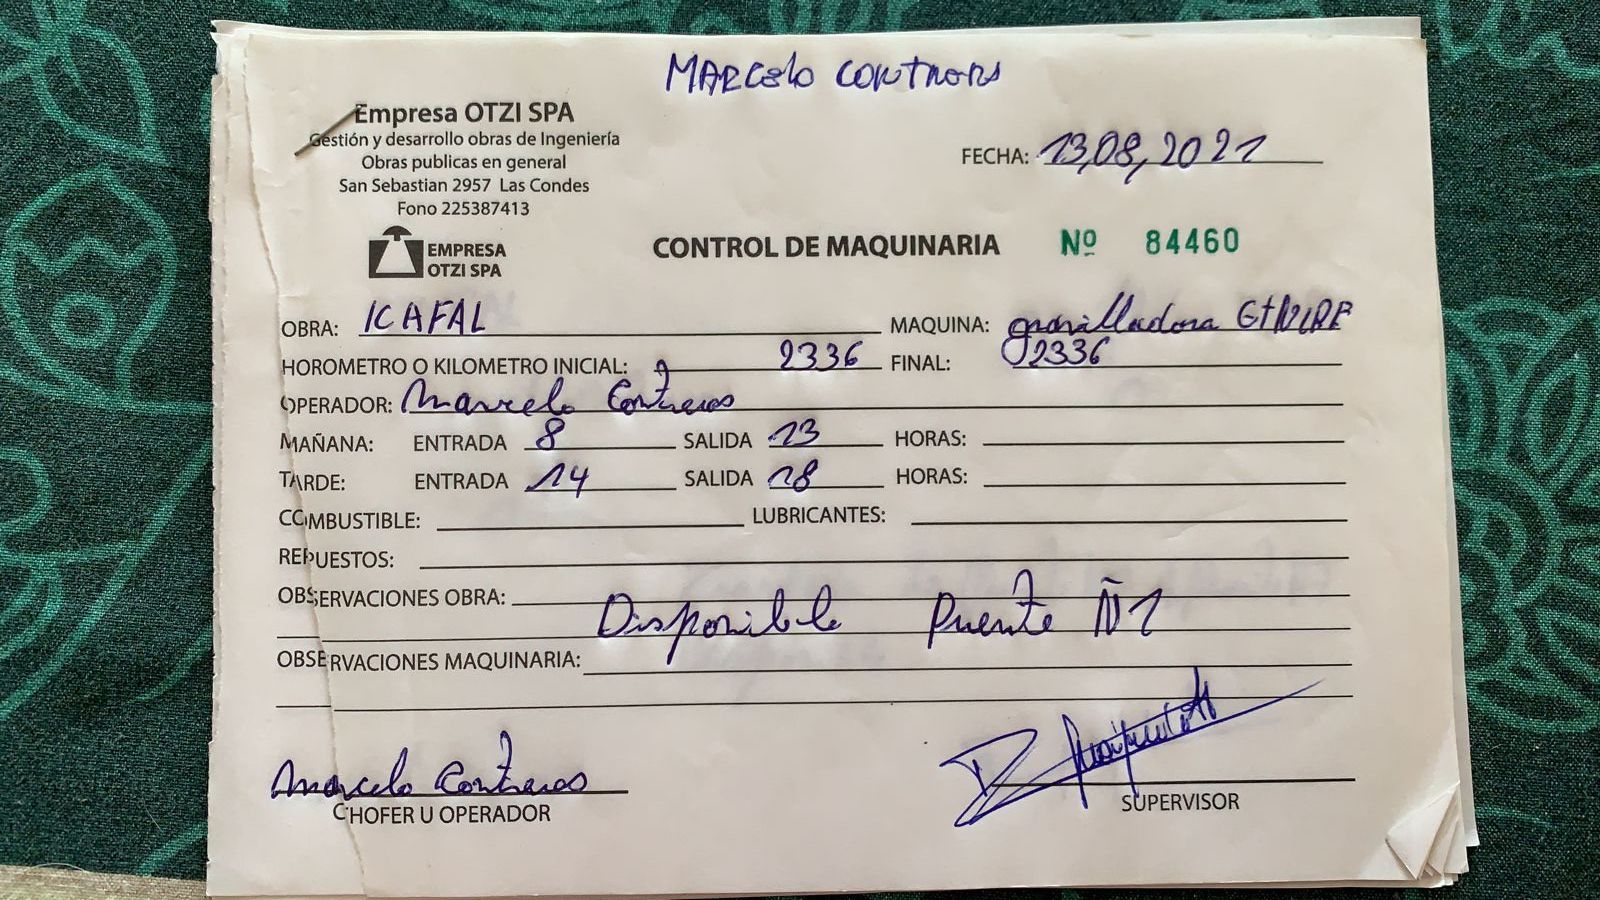 MARCelo CONTRERAS
Empresa OTZI SPA
Gestión y desarrollo obras de Ingeniería
Obras publicas en general
San Sebastian 2957 Las Condes
Fono 225387413
FECHA: 13,08,2021
EMPRESA
OTZI SPA
CONTROL DE MAQUINARIA Nº 84460
OBRA: ICAFAL MAQUINA: gravilladora
HOROMETRO O KILOMETRO INICIAL: 2336 FINAL: 2336
OPERADOR: Marcelo Contreras
MAÑANA: ENTRADA 8 SALIDA 13 HORAS:
TARDE: ENTRADA 14 SALIDA 18 HORAS:
COMBUSTIBLE: LUBRICANTES:
REPUESTOS:
OBSERVACIONES OBRA:
Disponible Puente Ñ1
OBSERVACIONES MAQUINARIA:
Marcelo Contreras
CHOFER U OPERADOR
SUPERVISOR